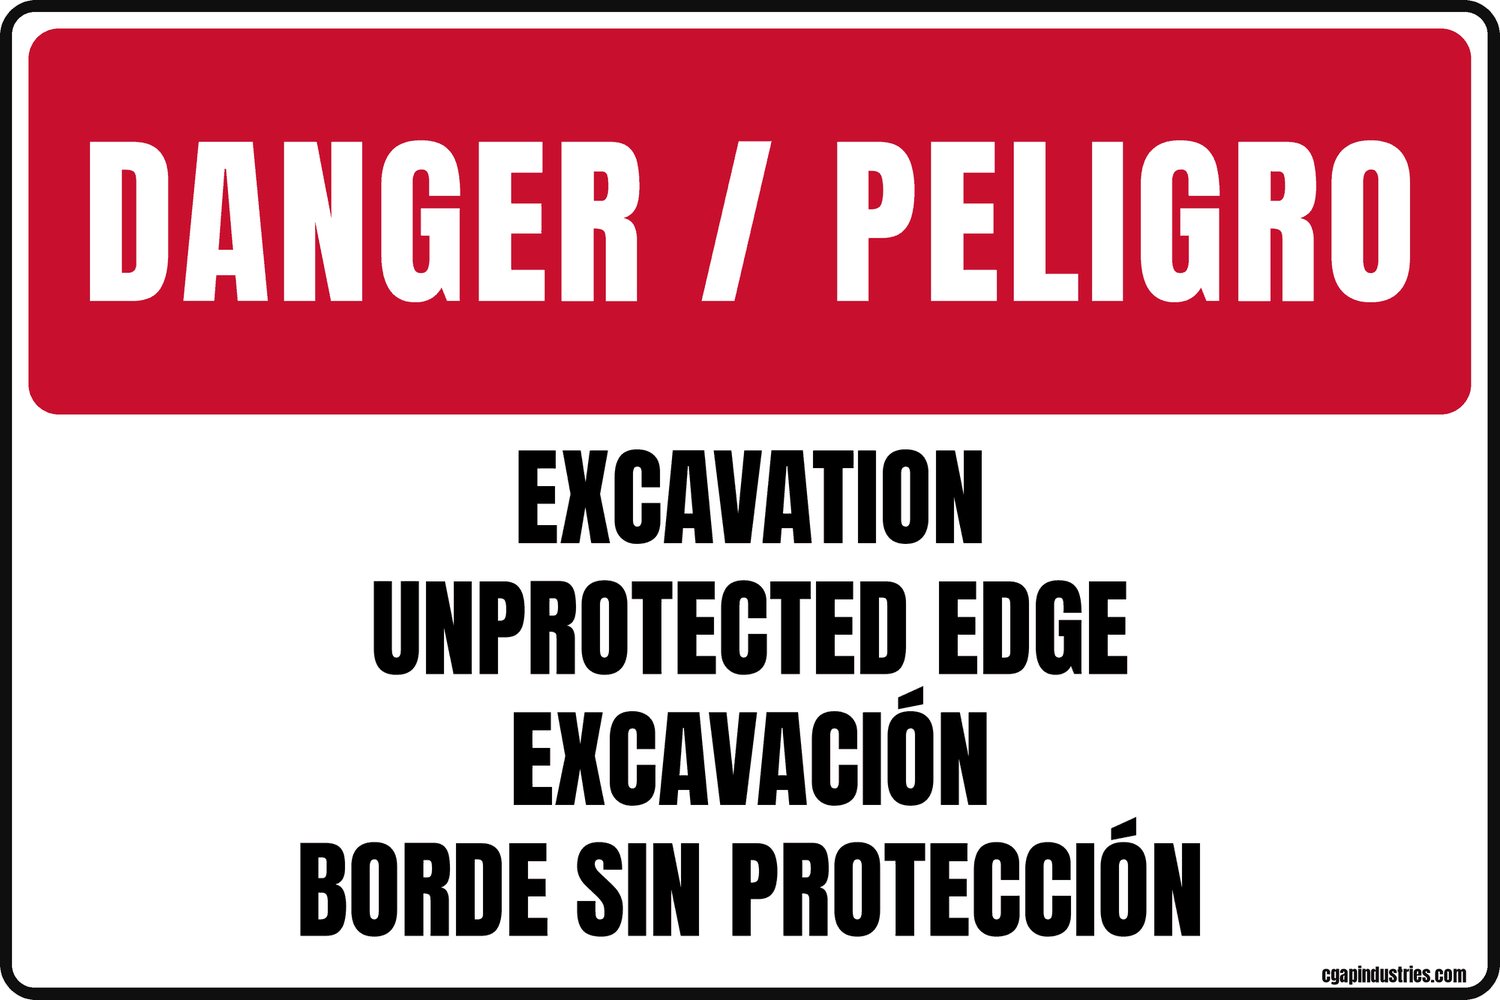 DANGER / PELIGRO
EXCAVATION
UNPROTECTED EDGE
EXCAVACIÓN
BORDE SIN PROTECCIÓN
cgapindustries.com